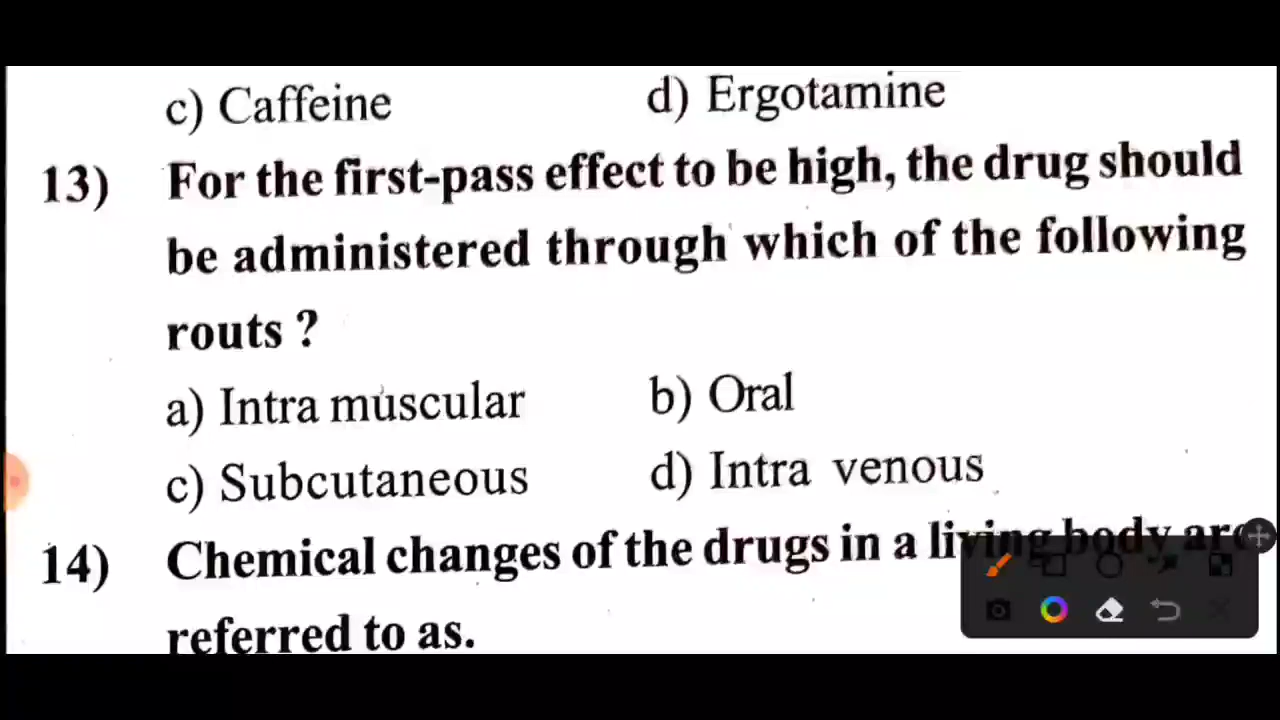 c) Caffeine d) Ergotamine
13) For the first-pass effect to be high, the drug should
be administered through which of the following
routs ?
a) Intra muscular b) Oral
c) Subcutaneous d) Intra venous
14) Chemical changes of the drugs in a living body are
referred to as.